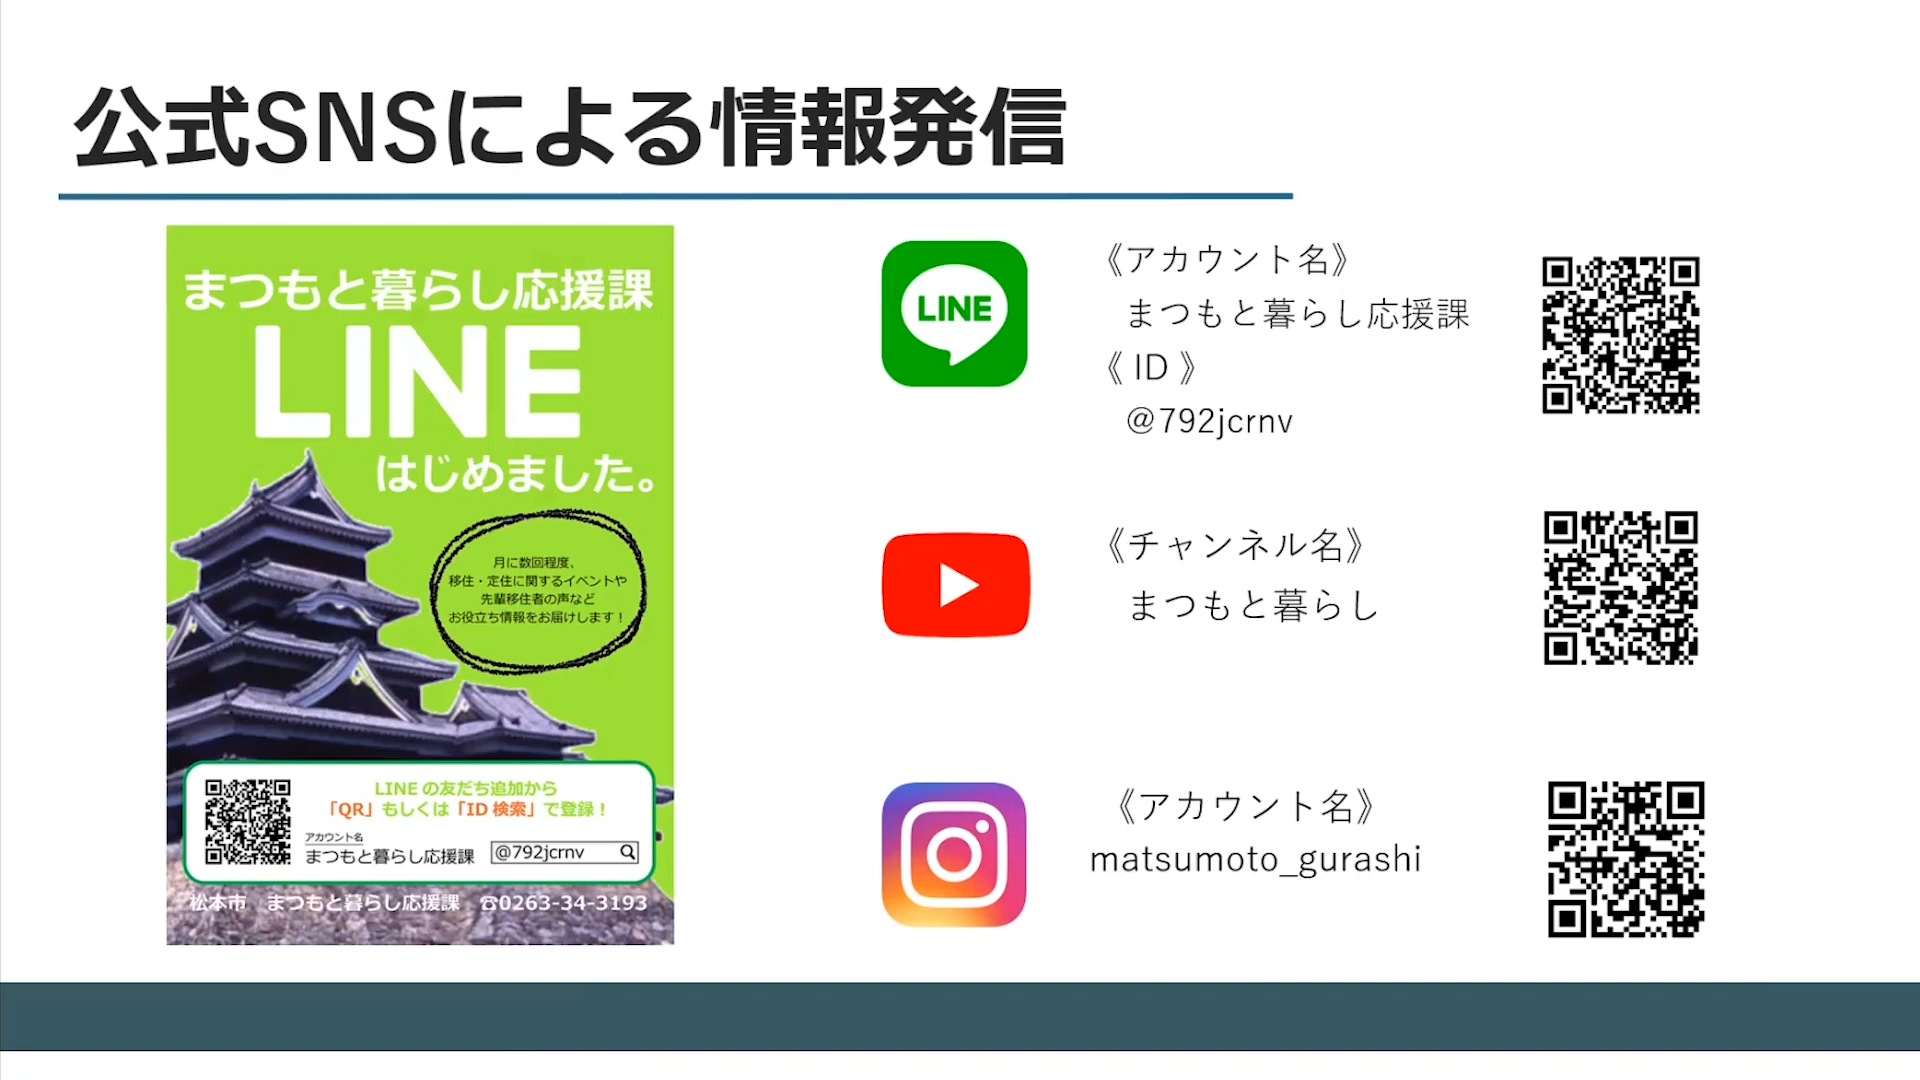 公式SNSによる情報発信
まつもと暮らし応援課
LINE
はじめました。
月に数回程度、
移住・定住に関するイベントや
先輩移住者の声など
お役立ち情報をお届けします！
LINE の友だち追加から
「QR」もしくは「ID 検索」で登録！
アカウント名
まつもと暮らし応援課
@792jcrnv
松本市　まつもと暮らし応援課　☎0263-34-3193
LINE
《アカウント名》
まつもと暮らし応援課
《 ID 》
@792jcrnv
《チャンネル名》
まつもと暮らし
《アカウント名》
matsumoto_gurashi